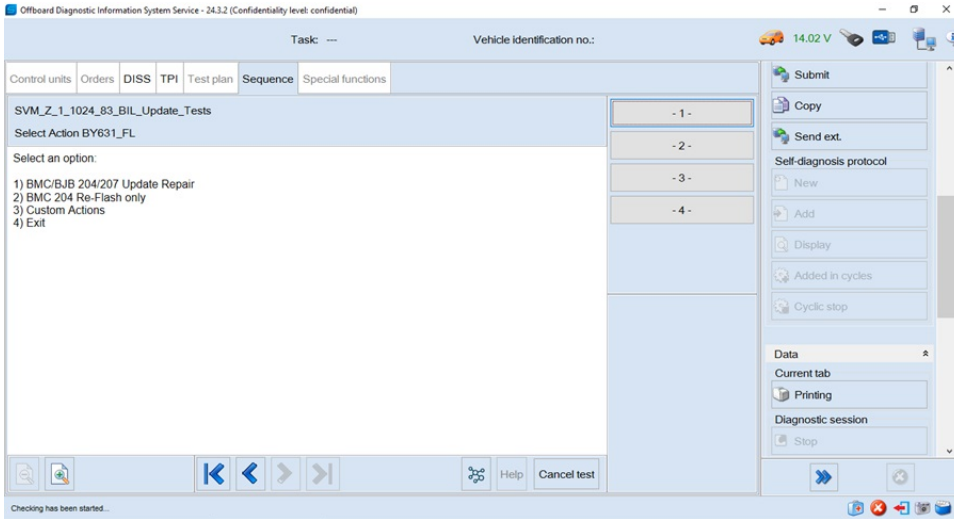 Offboard Diagnostic Information System Service - 24.3.2 (Confidentiality level: confidential)
Task: ---
Vehicle identification no.:
14.02 V
Control units
Orders
DISS
TPI
Test plan
Sequence
Special functions
SVM_Z_1_1024_83_BIL_Update_Tests
Select Action BY631_FL
Select an option:
1) BMC/BJB 204/207 Update Repair
2) BMC 204 Re-Flash only
3) Custom Actions
4) Exit
- 1 -
- 2 -
- 3 -
- 4 -
Submit
Copy
Send ext.
Self-diagnosis protocol
New
Add
Display
Added in cycles
Cyclic stop
Data
Current tab
Printing
Diagnostic session
Stop
Help
Cancel test
Checking has been started...